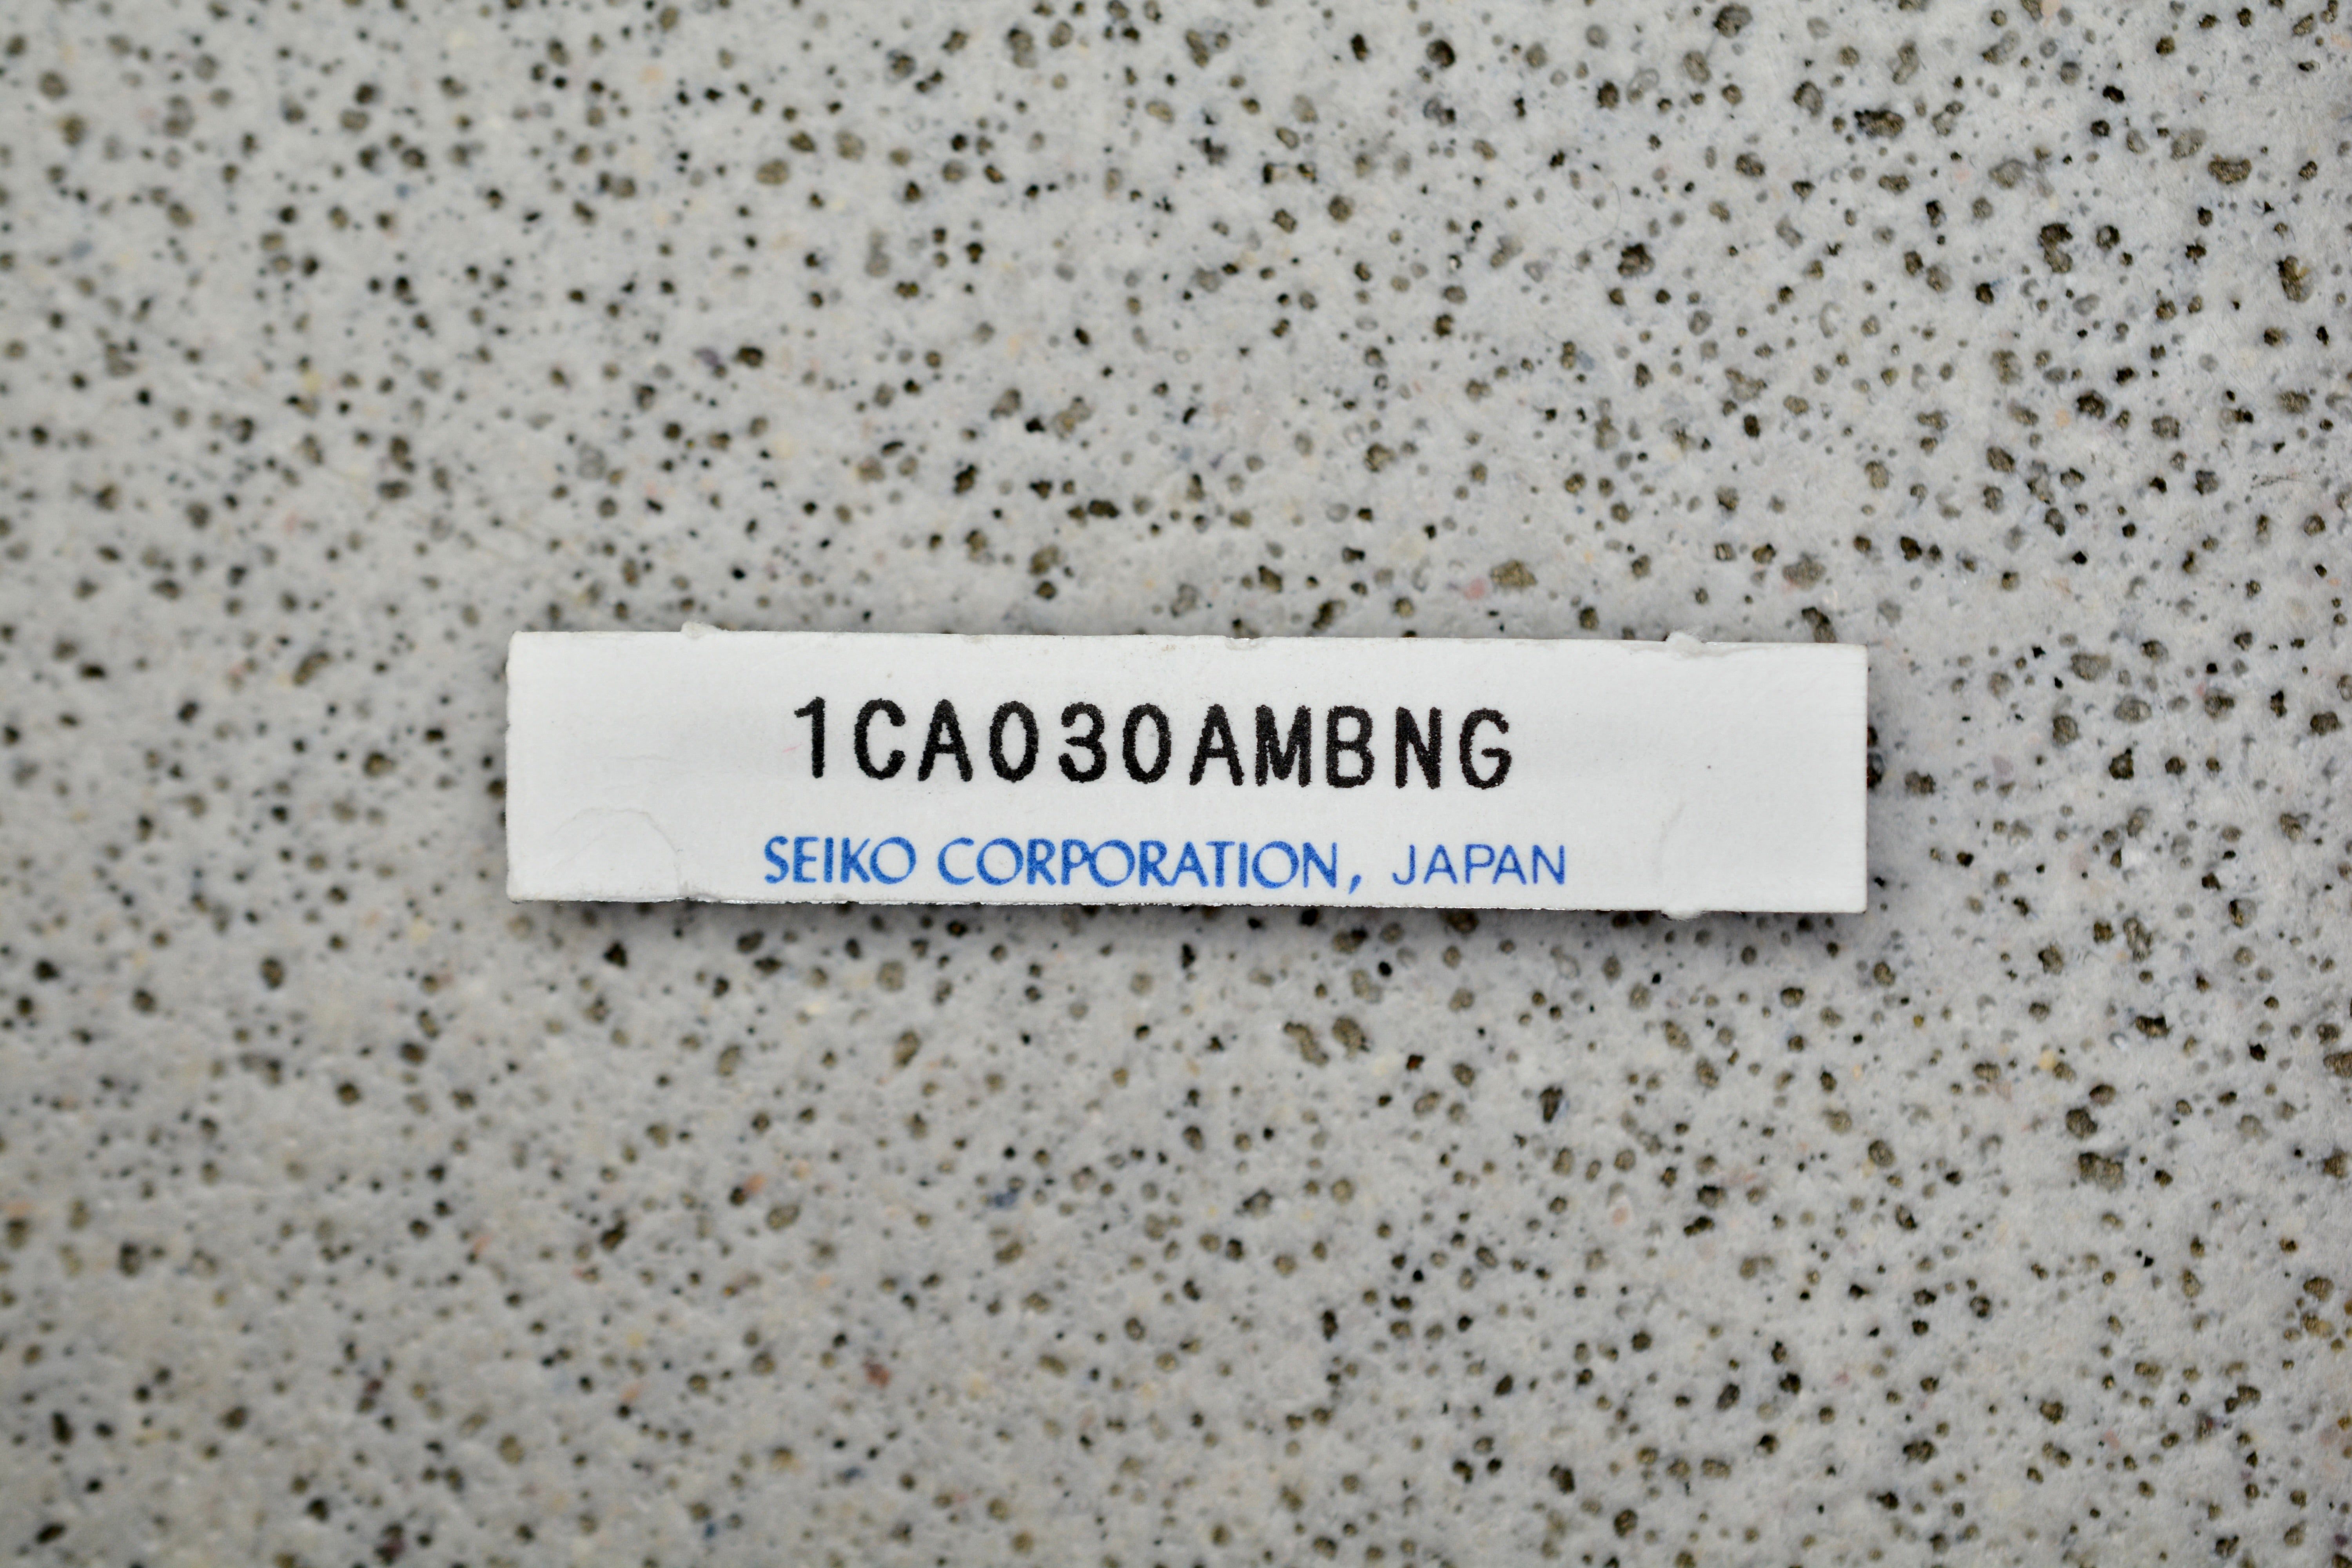 1CA030AMBNG
SEIKO CORPORATION, JAPAN